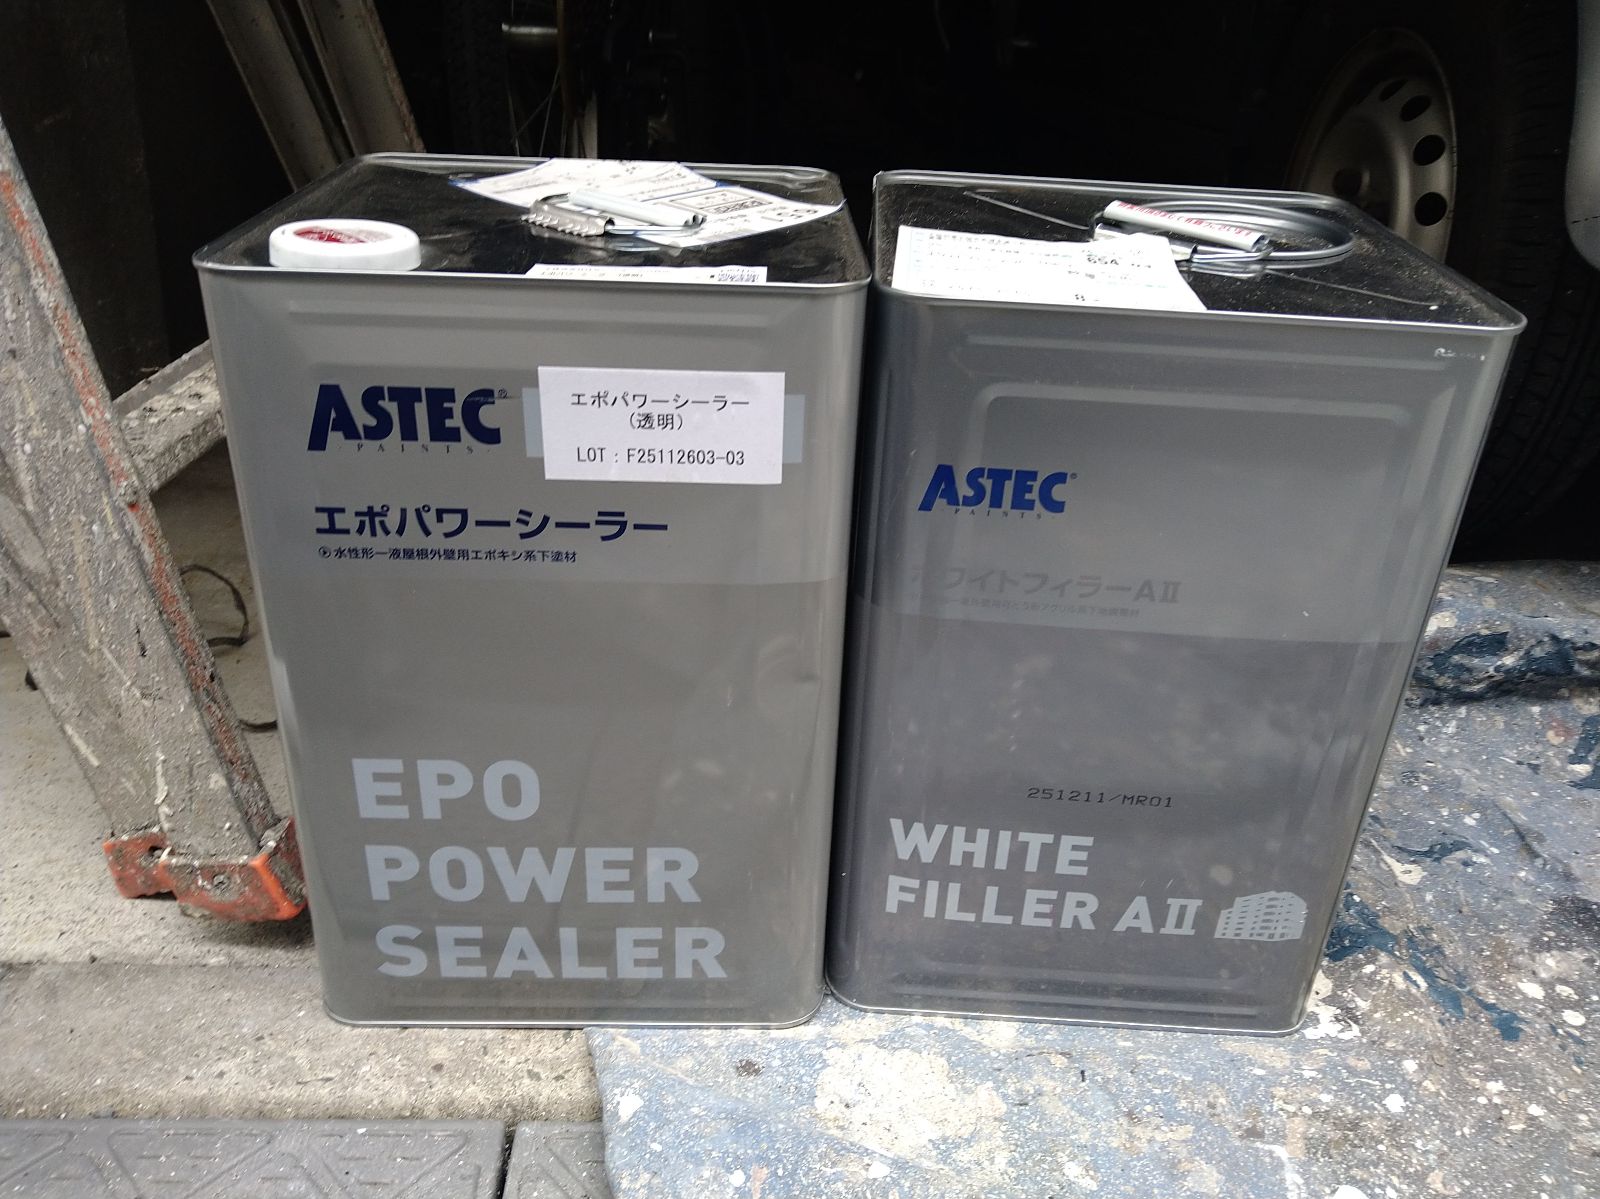 ASTEC®
- PAINTS -
エポパワーシーラー
(透明)
LOT : F25112603-03
エポパワーシーラー
水性形一液屋根外壁用エポキシ系下塗材
EPO
POWER
SEALER
ASTEC®
- PAINTS -
ホワイトフィラーAⅡ
251211/MR01
WHITE
FILLER AⅡ